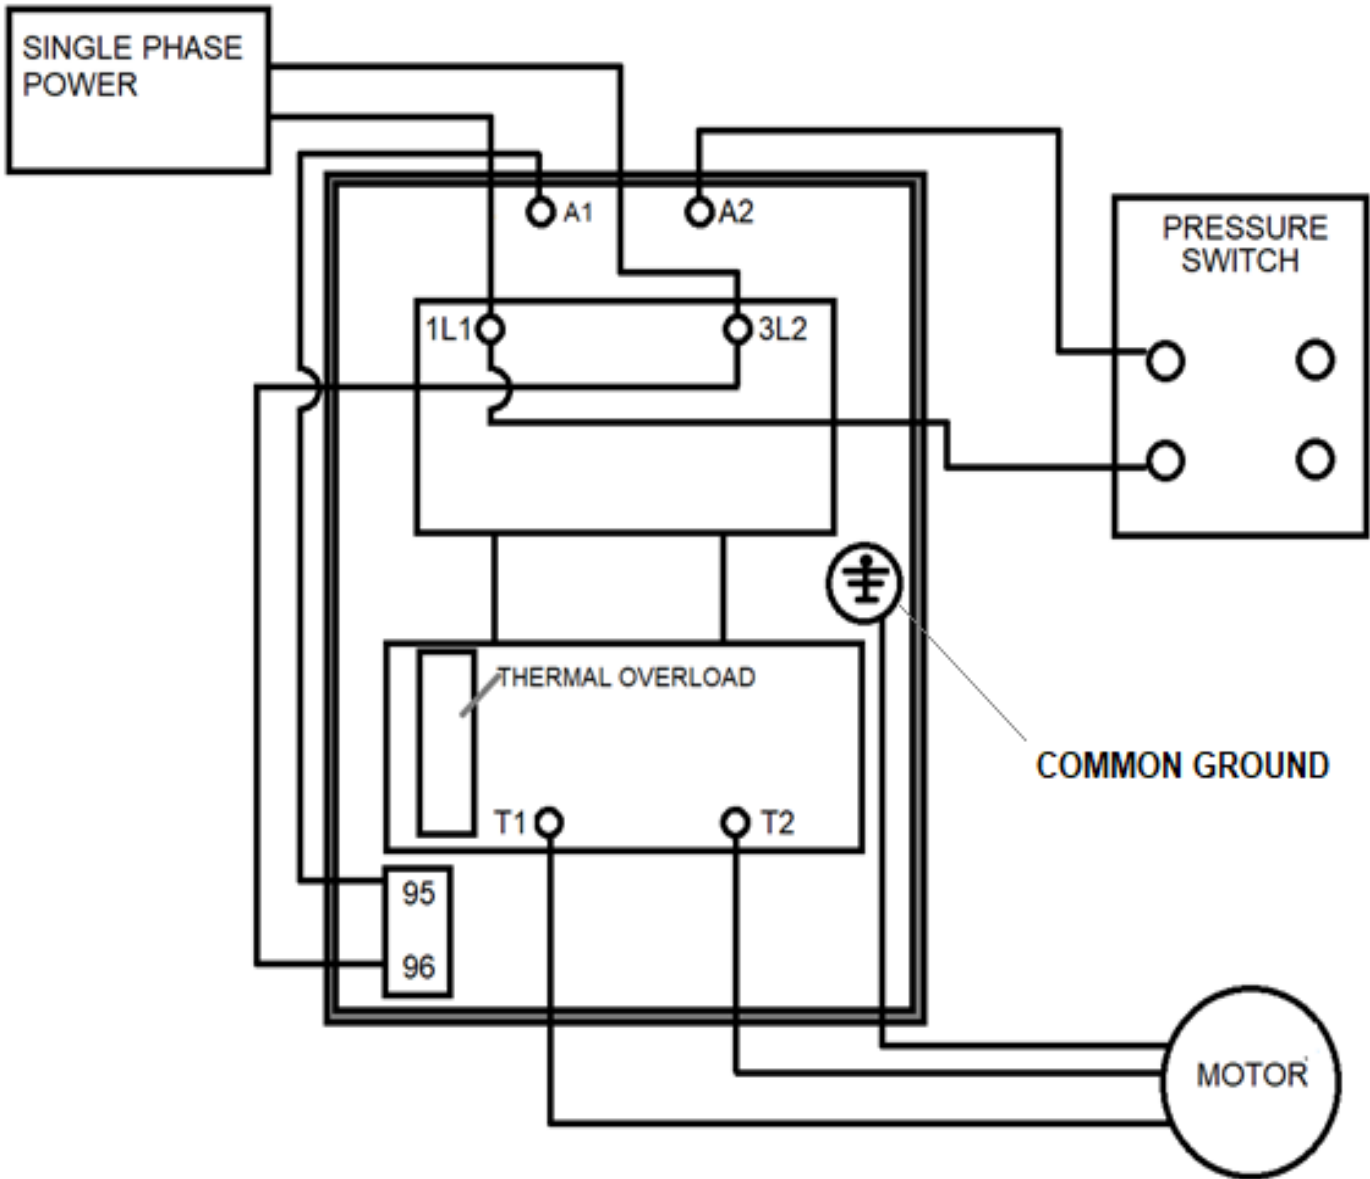 SINGLE PHASE
POWER
A1
A2
PRESSURE
SWITCH
1L1
3L2
THERMAL OVERLOAD
COMMON GROUND
T1
T2
95
96
MOTOR